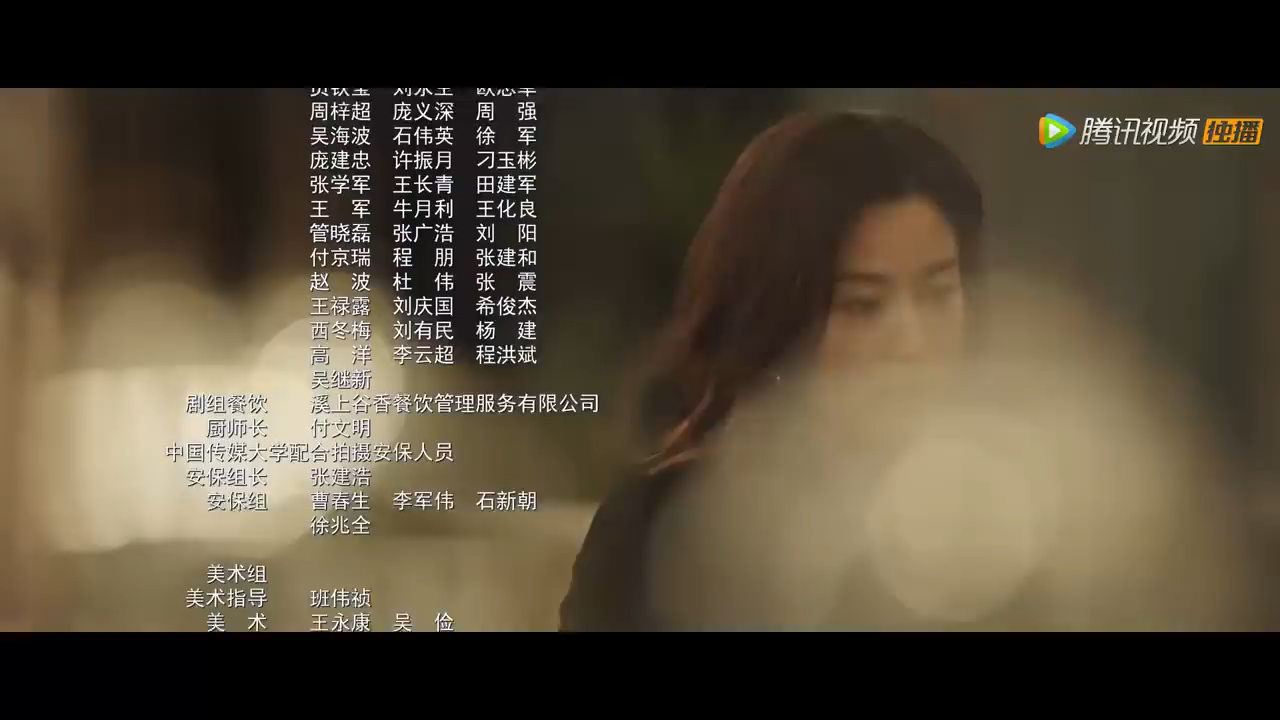 周梓超 庞义深 周 强
腾讯视频 独播
吴海波 石伟英 徐 军
庞建忠 许振月 刁玉彬
张学军 王长青 田建军
王 军 牛月利 王化良
管晓磊 张广浩 刘 阳
付京瑞 程 朋 张建和
赵 波 杜 伟 张 震
王禄露 刘庆国 希俊杰
西冬梅 刘有民 杨 建
高 洋 李云超 程洪斌
吴继新
剧组餐饮 溪上谷香餐饮管理服务有限公司
厨师长 付文明
中国传媒大学配合拍摄安保人员
安保组长 张建浩
安保组 曹春生 李军伟 石新朝
徐兆全
美术组
美术指导 班伟祯
美 术 王永康 吴 俭